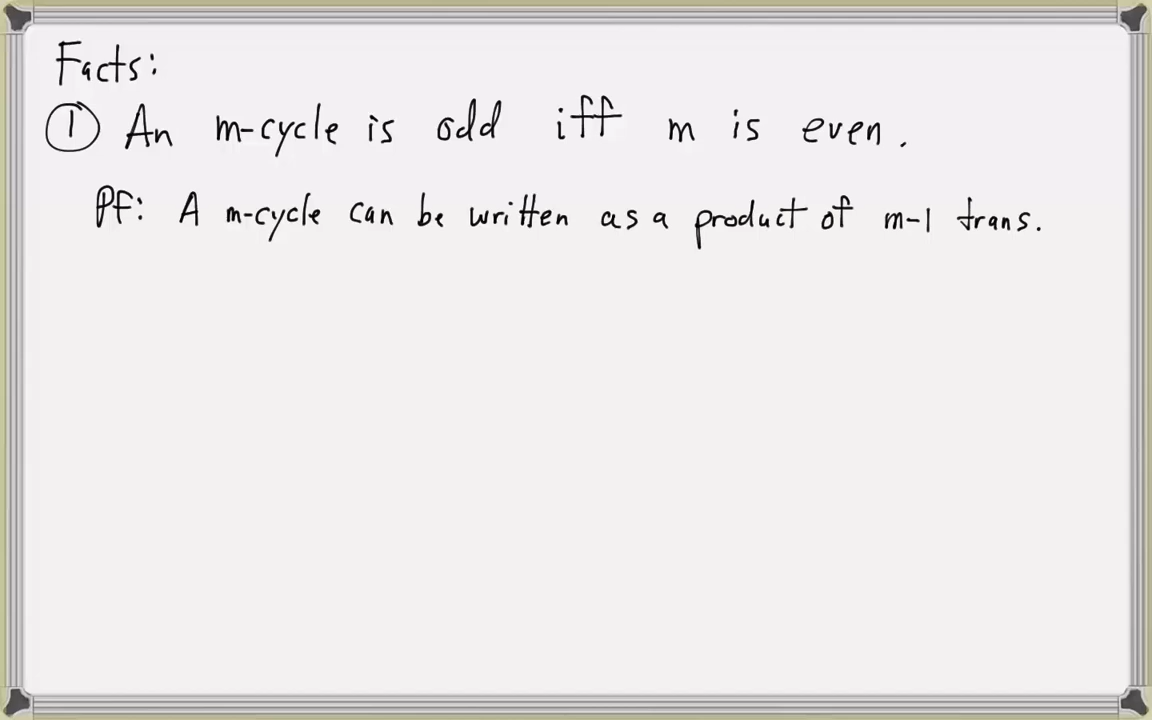 Facts:
① An m-cycle is odd iff m is even.
Pf: A m-cycle can be written as a product of m-1 trans.